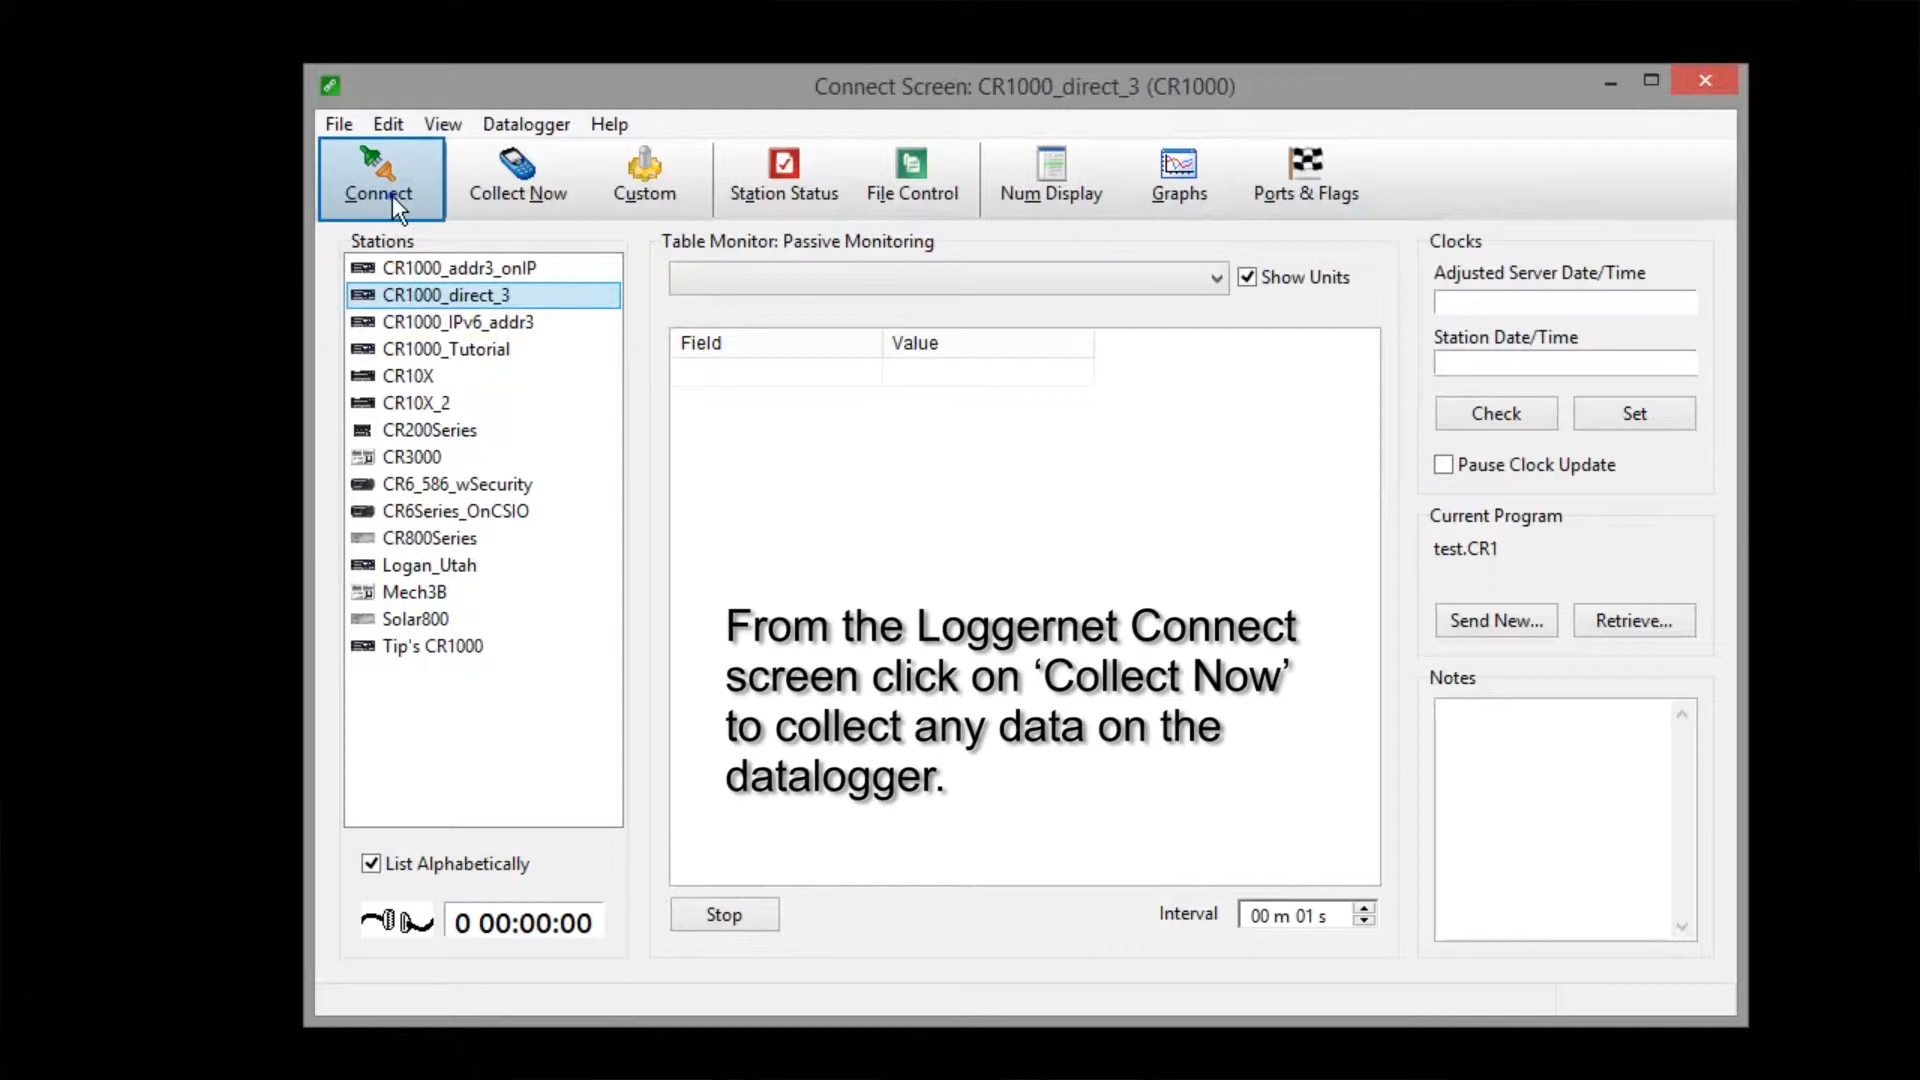 Connect Screen: CR1000_direct_3 (CR1000)
File Edit View Datalogger Help
Connect Collect Now Custom Station Status File Control Num Display Graphs Ports & Flags
Stations
CR1000_addr3_onIP
CR1000_direct_3
CR1000_IPv6_addr3
CR1000_Tutorial
CR10X
CR10X_2
CR200Series
CR3000
CR6_586_wSecurity
CR6Series_OnCSIO
CR800Series
Logan_Utah
Mech3B
Solar800
Tip's CR1000
List Alphabetically
0 00:00:00
Table Monitor: Passive Monitoring
Show Units
Field Value
From the Loggernet Connect
screen click on ‘Collect Now’
to collect any data on the
datalogger.
Stop Interval 00 m 01 s
Clocks
Adjusted Server Date/Time
Station Date/Time
Check Set
Pause Clock Update
Current Program
test.CR1
Send New... Retrieve...
Notes